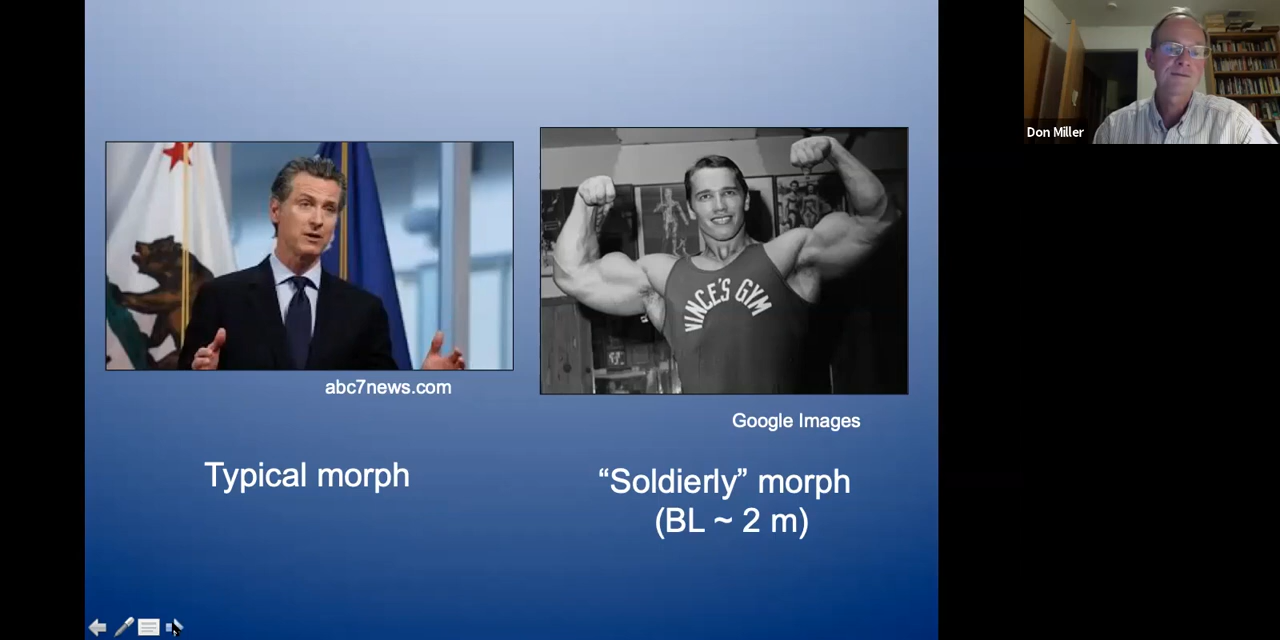 VINCE'S GYM
abc7news.com
Google Images
Typical morph
“Soldierly” morph
(BL ~ 2 m)
Don Miller